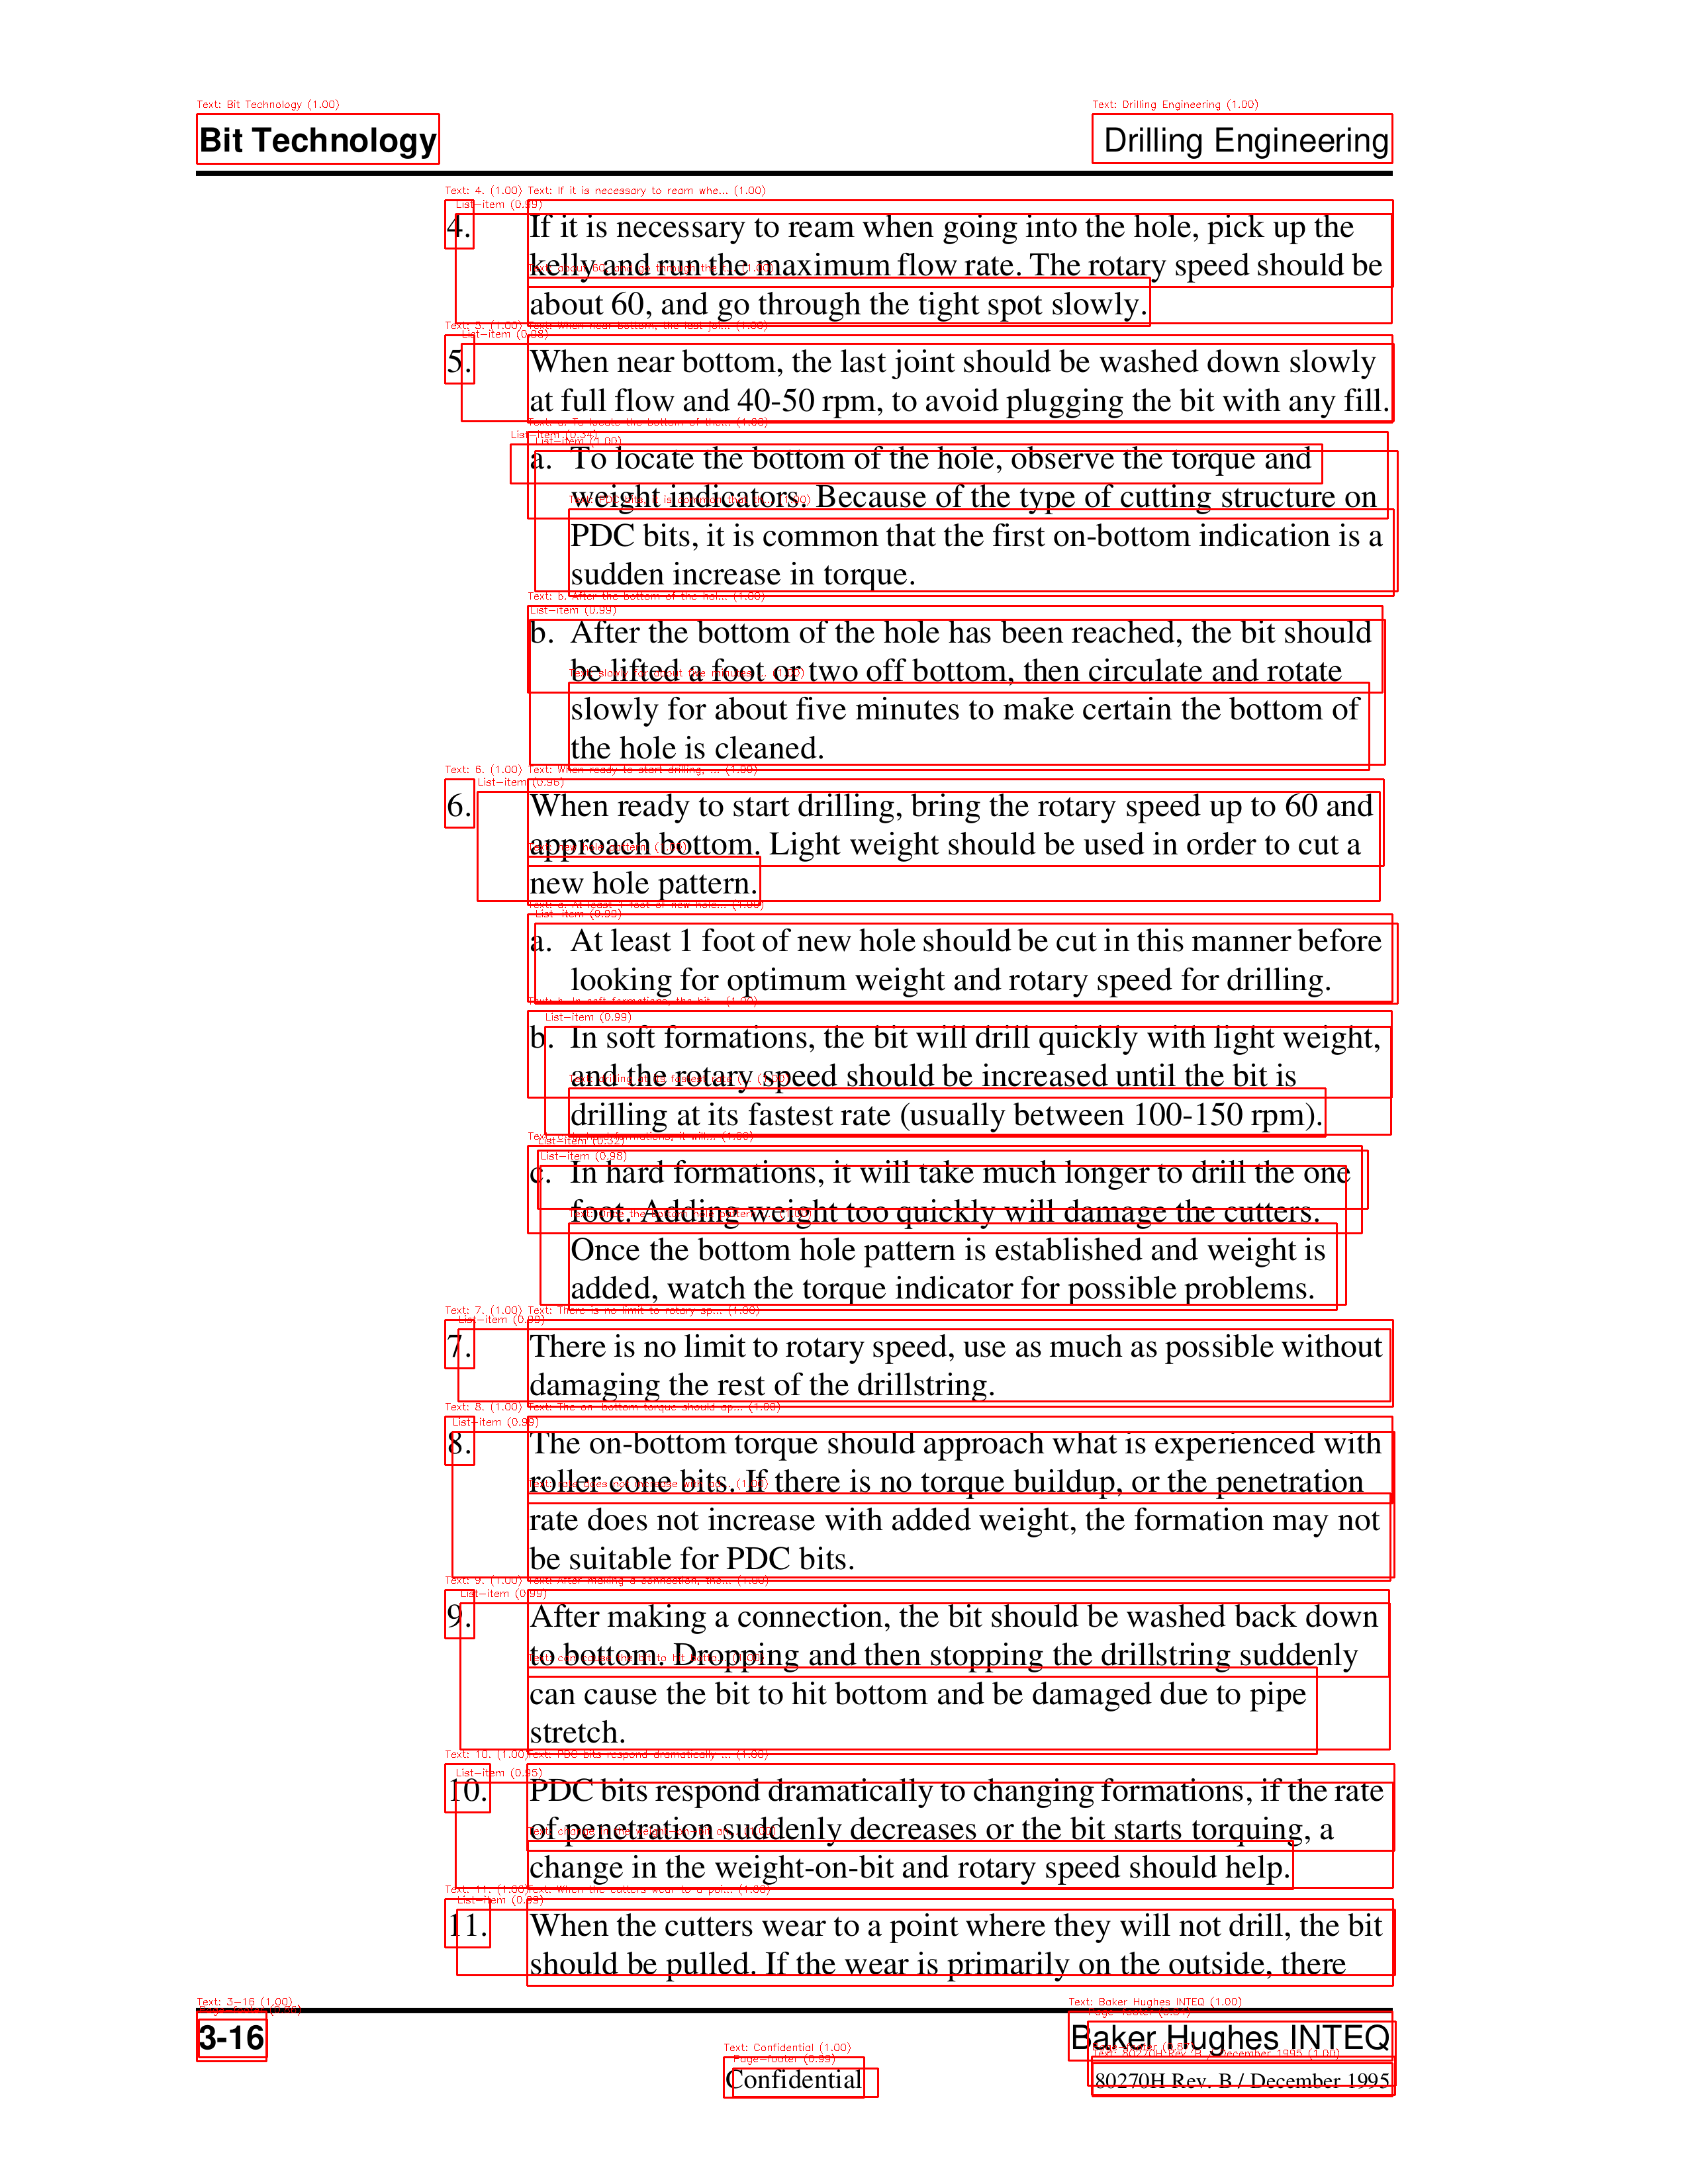 Bit Technology
Drilling Engineering
4. If it is necessary to ream when going into the hole, pick up the
kelly and run the maximum flow rate. The rotary speed should be
about 60, and go through the tight spot slowly.
5. When near bottom, the last joint should be washed down slowly
at full flow and 40-50 rpm, to avoid plugging the bit with any fill.
a. To locate the bottom of the hole, observe the torque and
weight indicators. Because of the type of cutting structure on
PDC bits, it is common that the first on-bottom indication is a
sudden increase in torque.
b. After the bottom of the hole has been reached, the bit should
be lifted a foot or two off bottom, then circulate and rotate
slowly for about five minutes to make certain the bottom of
the hole is cleaned.
6. When ready to start drilling, bring the rotary speed up to 60 and
approach bottom. Light weight should be used in order to cut a
new hole pattern.
a. At least 1 foot of new hole should be cut in this manner before
looking for optimum weight and rotary speed for drilling.
b. In soft formations, the bit will drill quickly with light weight,
and the rotary speed should be increased until the bit is
drilling at its fastest rate (usually between 100-150 rpm).
c. In hard formations, it will take much longer to drill the one
foot. Adding weight too quickly will damage the cutters.
Once the bottom hole pattern is established and weight is
added, watch the torque indicator for possible problems.
7. There is no limit to rotary speed, use as much as possible without
damaging the rest of the drillstring.
8. The on-bottom torque should approach what is experienced with
roller cone bits. If there is no torque buildup, or the penetration
rate does not increase with added weight, the formation may not
be suitable for PDC bits.
9. After making a connection, the bit should be washed back down
to bottom. Dropping and then stopping the drillstring suddenly
can cause the bit to hit bottom and be damaged due to pipe
stretch.
10. PDC bits respond dramatically to changing formations, if the rate
of penetration suddenly decreases or the bit starts torquing, a
change in the weight-on-bit and rotary speed should help.
11. When the cutters wear to a point where they will not drill, the bit
should be pulled. If the wear is primarily on the outside, there
3-16
Baker Hughes INTEQ
Confidential
80270H Rev. B / December 1995